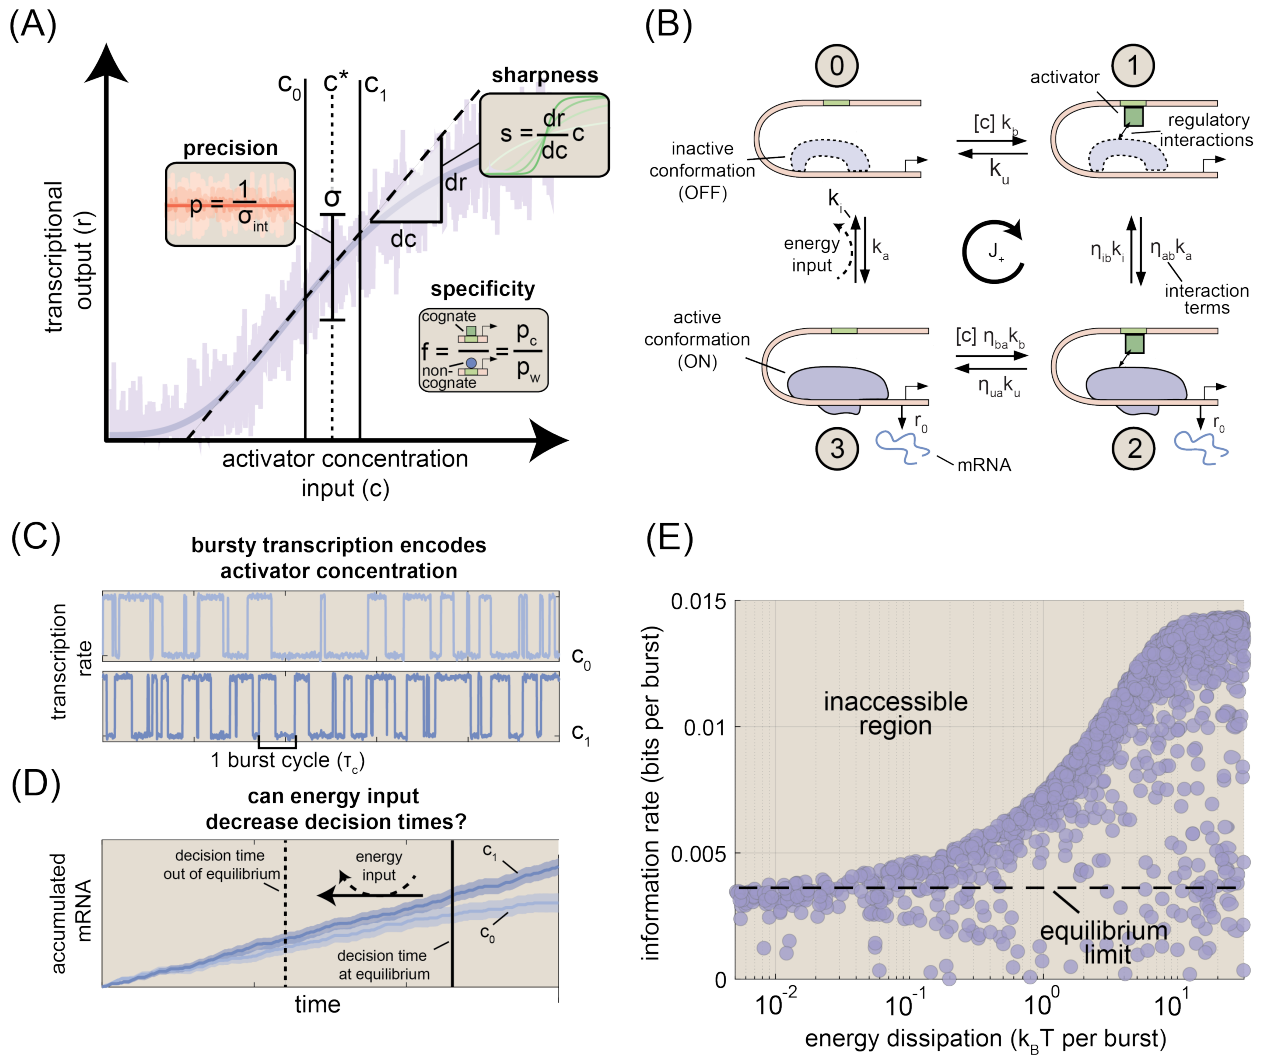 (A)
c0 c* c1
sharpness
s = dr/dc c
precision
p = 1/σint
σ
dr
dc
transcriptional
output (r)
specificity
cognate
f = = pc/pw
non-
cognate
activator concentration
input (c)
(B)
0
1
activator
[c] kb
ku
regulatory
interactions
inactive
conformation
(OFF)
ki
energy
input
ka
J+
ηibki
ηabka
interaction
terms
active
conformation
(ON)
[c] ηbakb
ηuaku
r0
r0
3
2
mRNA
(C)
bursty transcription encodes
activator concentration
transcription
rate
c0
c1
1 burst cycle (τc)
(D)
can energy input
decrease decision times?
accumulated
mRNA
decision time
out of equilibrium
energy
input
c1
c0
decision time
at equilibrium
time
(E)
information rate (bits per burst)
0.015
0.01
0.005
0
inaccessible
region
equilibrium
limit
10-2 10-1 100 101
energy dissipation (kBT per burst)